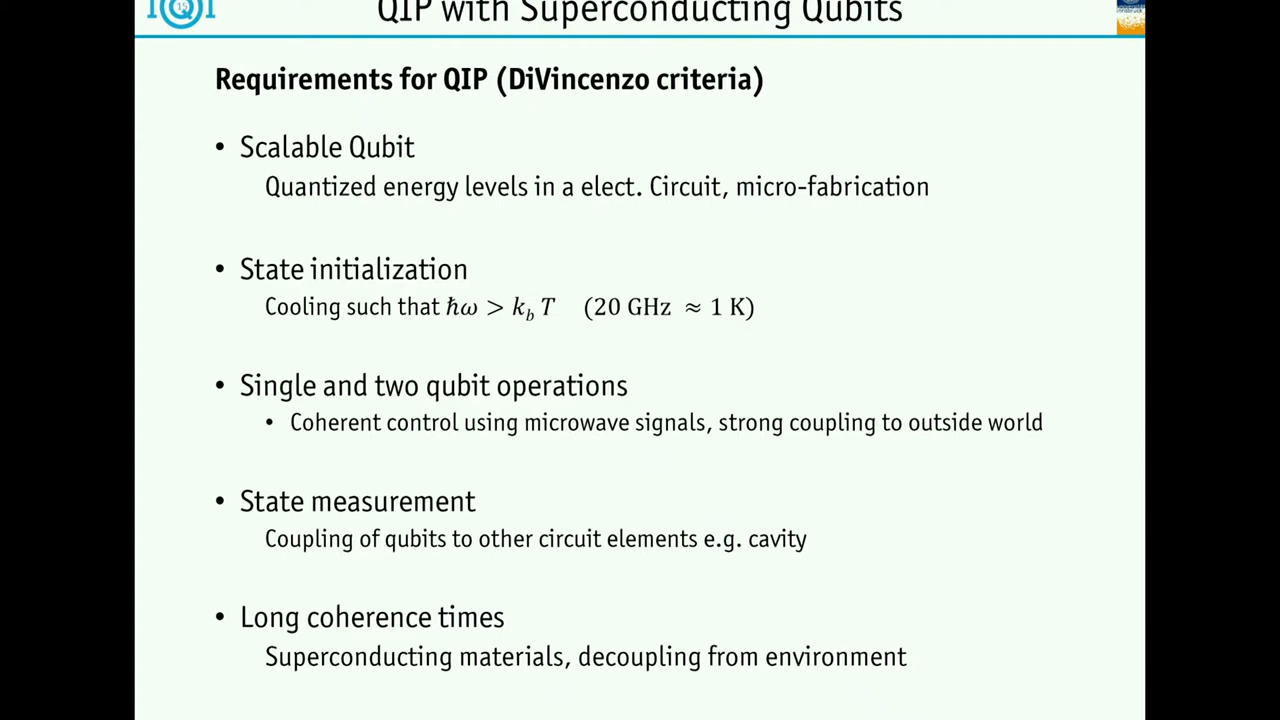 IQI
QIP with Superconducting Qubits
Requirements for QIP (DiVincenzo criteria)
• Scalable Qubit
Quantized energy levels in a elect. Circuit, micro-fabrication
• State initialization
Cooling such that ℏω > k_b T (20 GHz ≈ 1 K)
• Single and two qubit operations
• Coherent control using microwave signals, strong coupling to outside world
• State measurement
Coupling of qubits to other circuit elements e.g. cavity
• Long coherence times
Superconducting materials, decoupling from environment